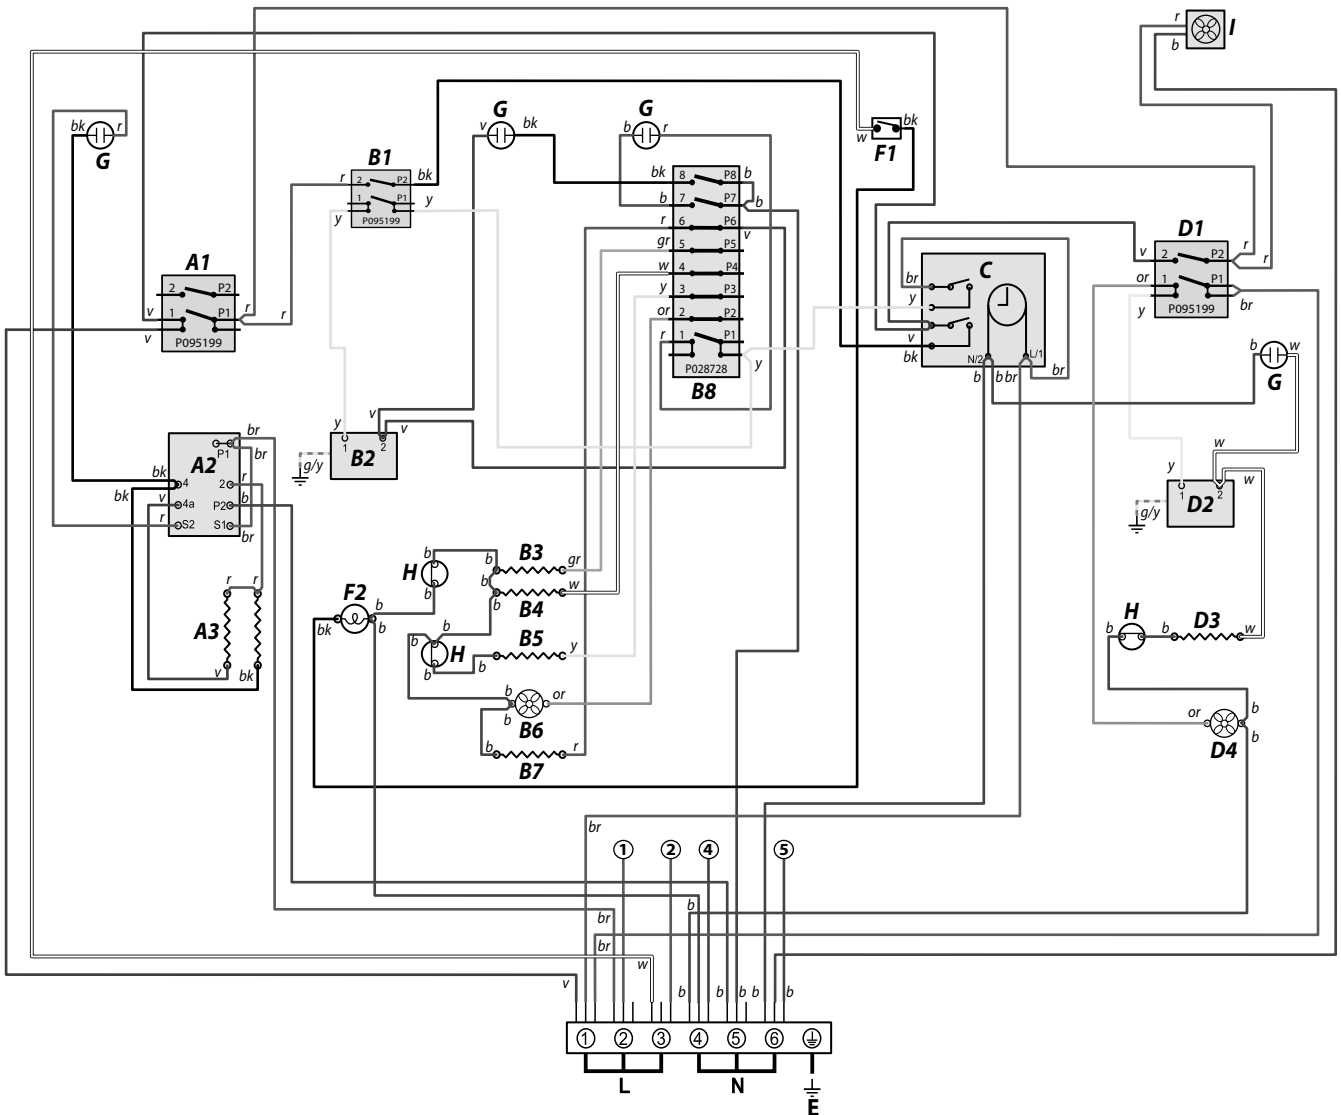 r
I
b
bk
r
G
v
G
bk
b
G
r
w
bk
F1
B1
r
2
P2
bk
1
P1
y
y
P095199
bk
8
P8
b
b
7
P7
b
r
6
P6
v
gr
5
P5
w
4
P4
y
3
P3
or
2
P2
r
1
P1
y
P028728
B8
A1
2
P2
v
1
P1
r
r
v
P095199
C
br
y
v
bk
N/2
L/1
b
b
br
br
D1
v
2
P2
r
r
or
1
P1
br
y
P095199
b
w
G
y
v
v
1
2
B2
g/y
br
P1
br
A2
bk
4
2
r
bk
v
4a
P2
b
r
S2
S1
br
w
y
w
1
2
D2
g/y
r
r
A3
v
bk
b
H
b
b
B3
gr
b
w
F2
b
b
B4
bk
b
b
b
B5
y
H
b
b
b
or
b
B6
b
r
B7
H
b
b
D3
w
or
b
b
D4
br
1
2
4
5
b
br
br
w
v
b
b
b
b
b
1
2
3
4
5
6
L
N
E